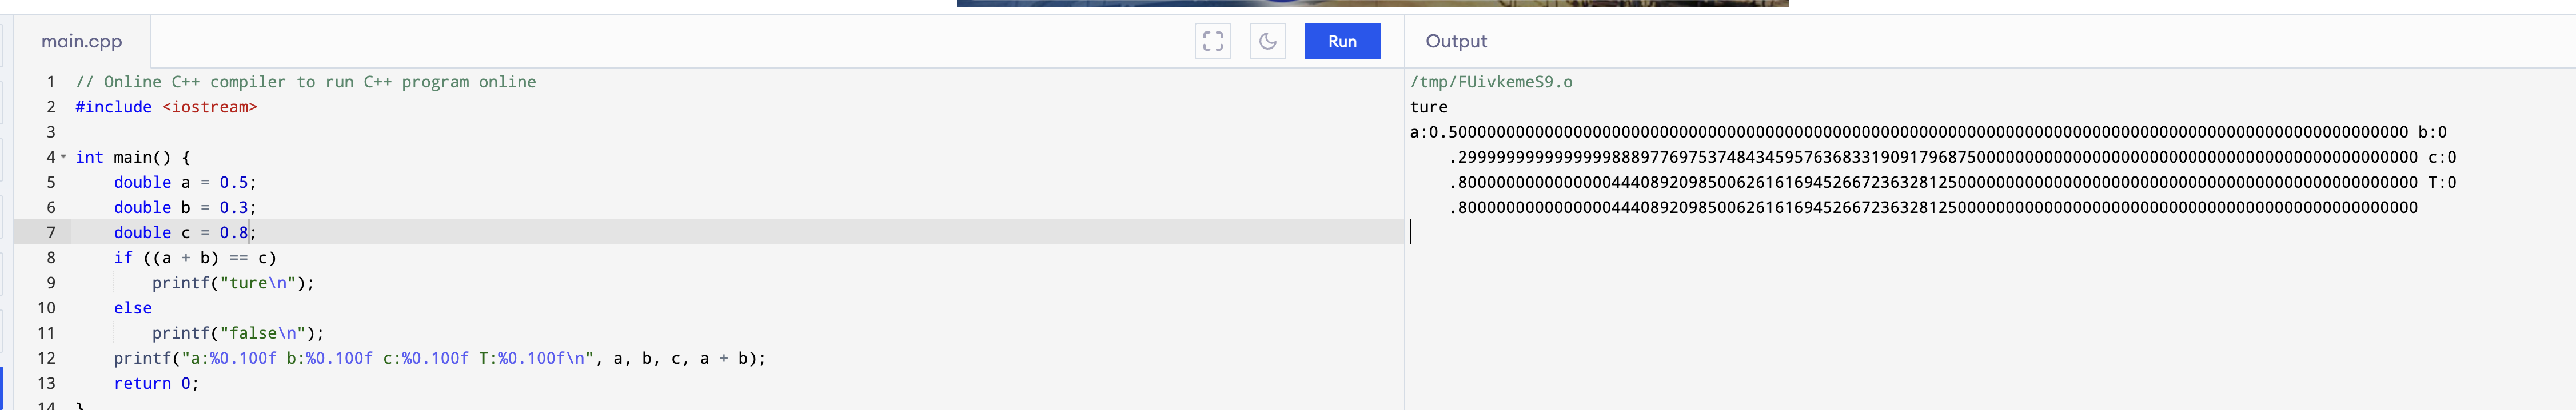 main.cpp
Run
Output
1 // Online C++ compiler to run C++ program online
2 #include <iostream>
3
4 int main() {
5 double a = 0.5;
6 double b = 0.3;
7 double c = 0.8;
8 if ((a + b) == c)
9 printf("ture\n");
10 else
11 printf("false\n");
12 printf("a:%0.100f b:%0.100f c:%0.100f T:%0.100f\n", a, b, c, a + b);
13 return 0;
14 }
/tmp/FUivkemeS9.o
ture
a:0.5000000000000000000000000000000000000000000000000000000000000000000000000000000000000000000000000000 b:0
.2999999999999999888977697537484345957636833190917968750000000000000000000000000000000000000000000000 c:0
.8000000000000000444089209850062616169452667236328125000000000000000000000000000000000000000000000000 T:0
.8000000000000000444089209850062616169452667236328125000000000000000000000000000000000000000000000000